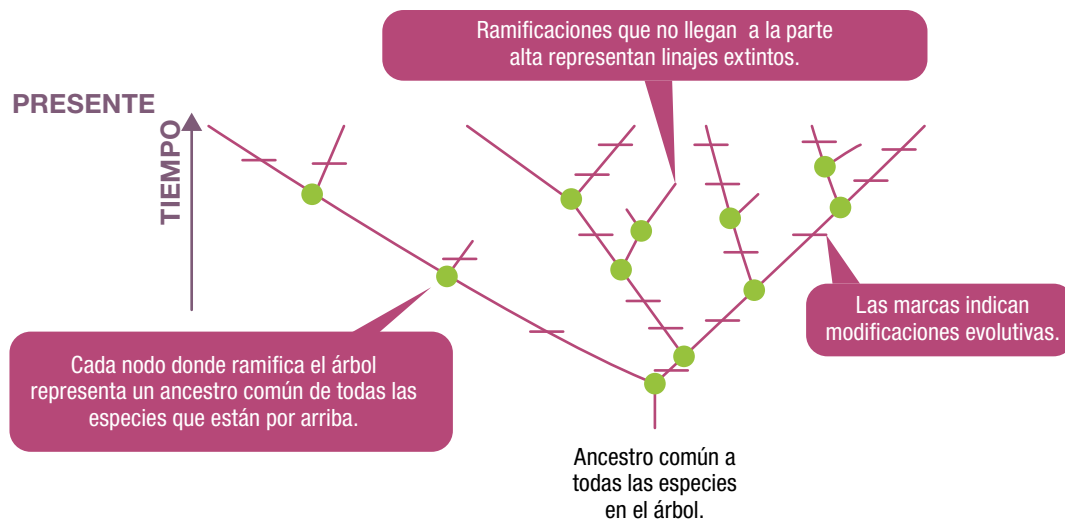 Ramificaciones que no llegan a la parte
alta representan linajes extintos.
PRESENTE
TIEMPO
Las marcas indican
modificaciones evolutivas.
Cada nodo donde ramifica el árbol
representa un ancestro común de todas las
especies que están por arriba.
Ancestro común a
todas las especies
en el árbol.